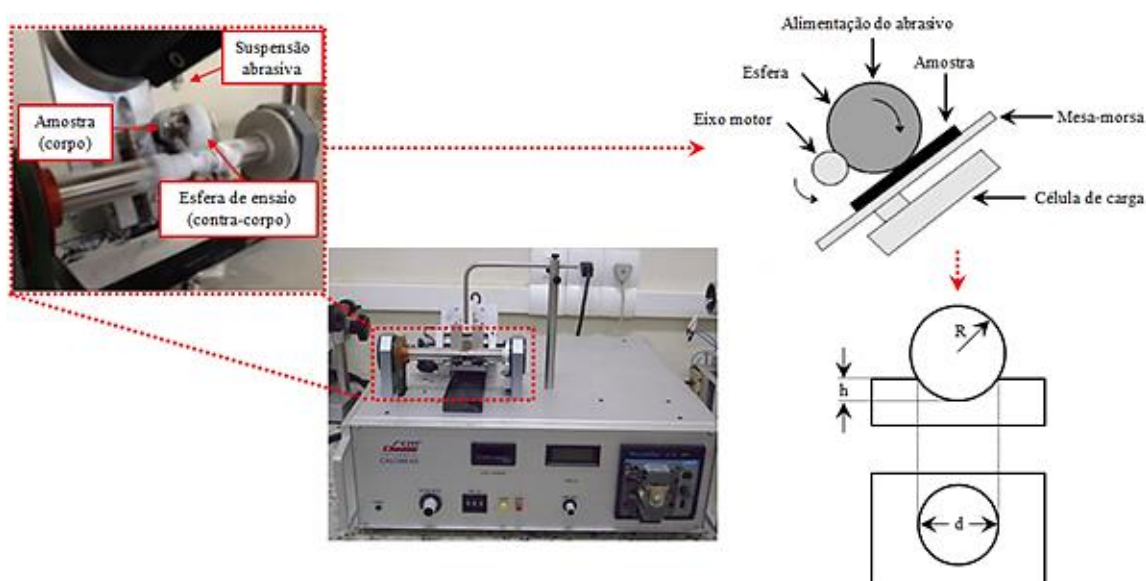 Suspensão
abrasiva
Amostra
(corpo)
Esfera de ensaio
(contra-corpo)
Alimentação do abrasivo
Esfera
Amostra
Eixo motor
Mesa-morsa
Célula de carga
R
h
d